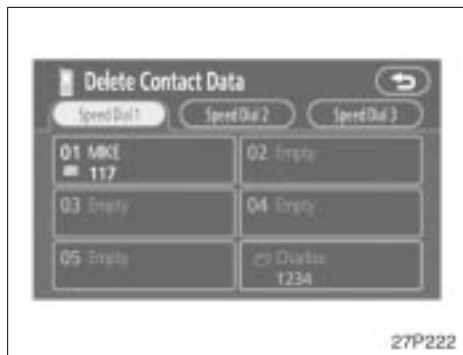 Delete Contact Data
Speed Dial 1 Speed Dial 2 Speed Dial 3
01 MIKE 02 Empty
117
03 Empty 04 Empty
05 Empty Charlie
1234
27P222